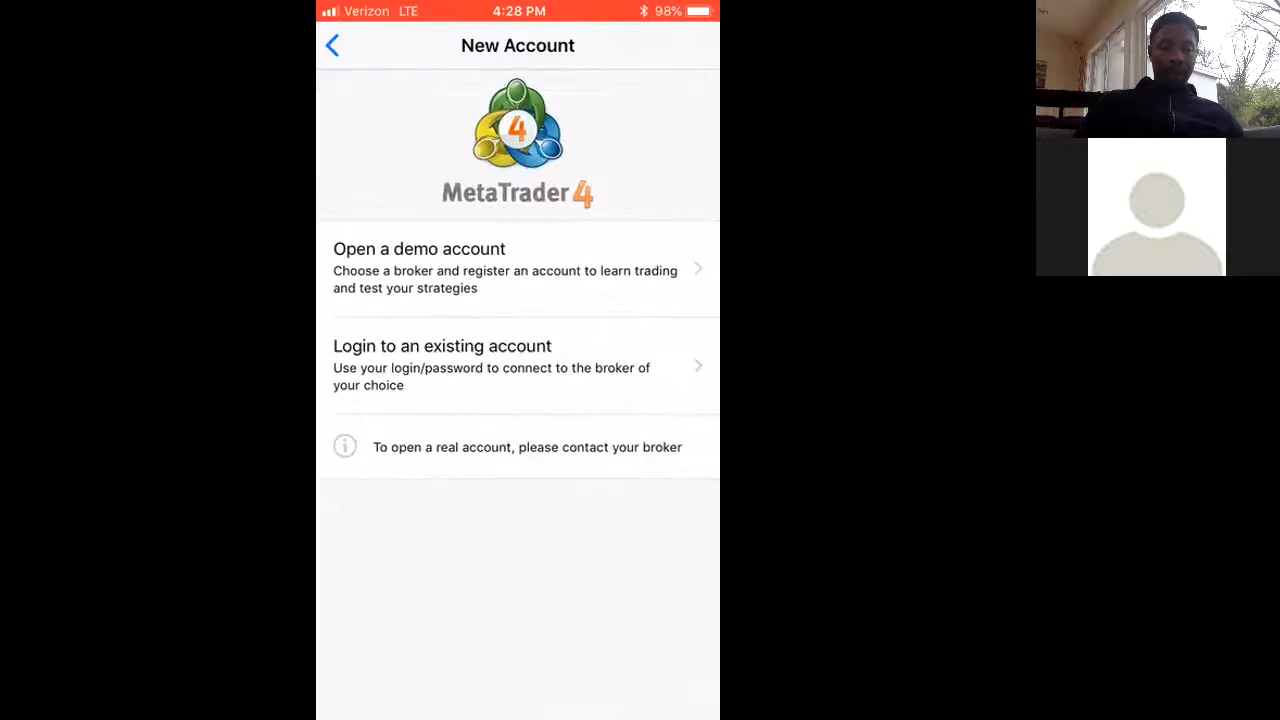 Verizon LTE 4:28 PM 98%
New Account
4
MetaTrader 4
Open a demo account
Choose a broker and register an account to learn trading
and test your strategies
Login to an existing account
Use your login/password to connect to the broker of
your choice
To open a real account, please contact your broker